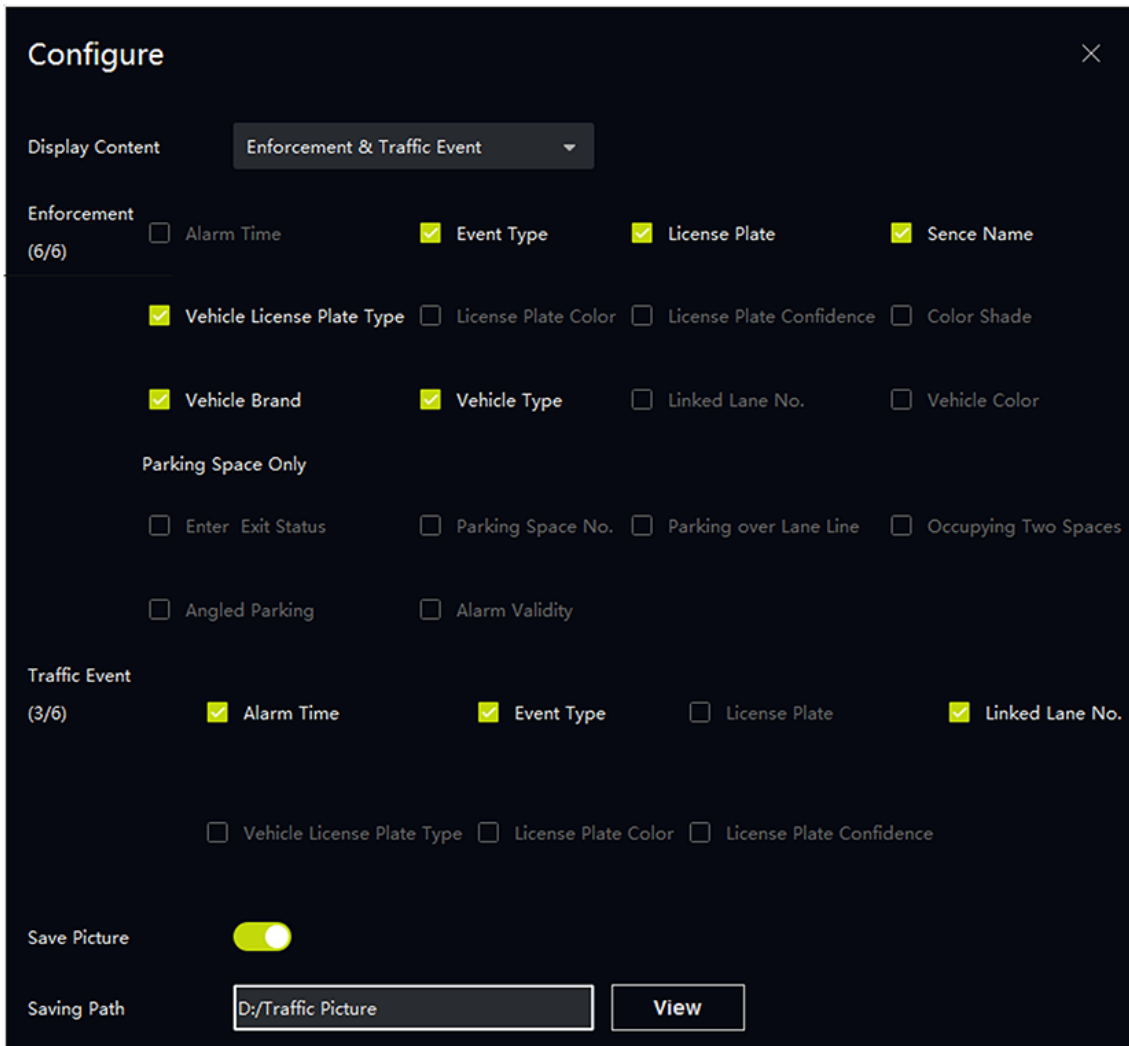 Configure
Display Content Enforcement & Traffic Event
Enforcement
(6/6)
Alarm Time Event Type License Plate Sence Name
Vehicle License Plate Type License Plate Color License Plate Confidence Color Shade
Vehicle Brand Vehicle Type Linked Lane No. Vehicle Color
Parking Space Only
Enter Exit Status Parking Space No. Parking over Lane Line Occupying Two Spaces
Angled Parking Alarm Validity
Traffic Event
(3/6)
Alarm Time Event Type License Plate Linked Lane No.
Vehicle License Plate Type License Plate Color License Plate Confidence
Save Picture
Saving Path D:/Traffic Picture View